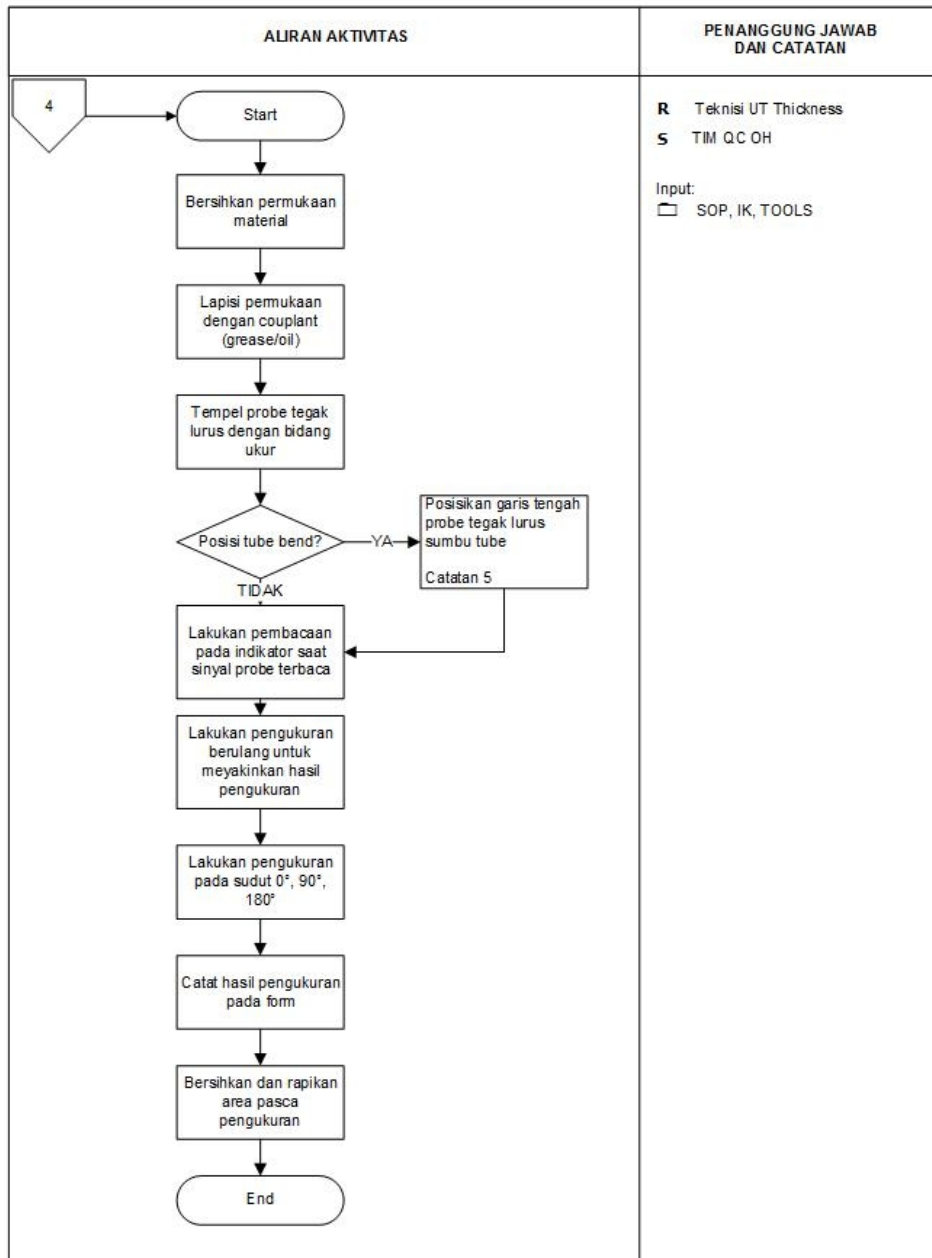 ALIRAN AKTIVITAS
PENANGGUNG JAWAB
DAN CATATAN
4
Start
Bersihkan permukaan
material
Lapisi permukaan
dengan couplant
(grease/oil)
Tempel probe tegak
lurus dengan bidang
ukur
Posisi tube bend?
YA
Posisikan garis tengah
probe tegak lurus
sumbu tube
Catatan 5
TIDAK
Lakukan pembacaan
pada indikator saat
sinyal probe terbaca
Lakukan pengukuran
berulang untuk
meyakinkan hasil
pengukuran
Lakukan pengukuran
pada sudut 0°, 90°,
180°
Catat hasil pengukuran
pada form
Bersihkan dan rapikan
area pasca
pengukuran
End
R Teknisi UT Thickness
S TIM QC OH
Input:
SOP, IK, TOOLS